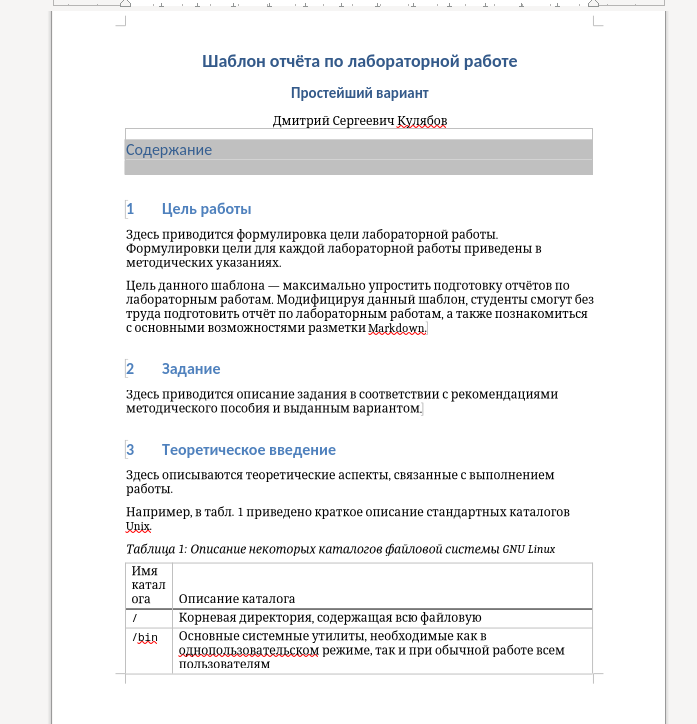 Шаблон отчёта по лабораторной работе
Простейший вариант
Дмитрий Сергеевич Кулябов
Содержание
1 Цель работы
Здесь приводится формулировка цели лабораторной работы.
Формулировки цели для каждой лабораторной работы приведены в
методических указаниях.
Цель данного шаблона — максимально упростить подготовку отчётов по
лабораторным работам. Модифицируя данный шаблон, студенты смогут без
труда подготовить отчёт по лабораторным работам, а также познакомиться
с основными возможностями разметки Markdown.
2 Задание
Здесь приводится описание задания в соответствии с рекомендациями
методического пособия и выданным вариантом.
3 Теоретическое введение
Здесь описываются теоретические аспекты, связанные с выполнением
работы.
Например, в табл. 1 приведено краткое описание стандартных каталогов
Unix.
Таблица 1: Описание некоторых каталогов файловой системы GNU Linux
Имя
катал
ога Описание каталога
/ Корневая директория, содержащая всю файловую
/bin Основные системные утилиты, необходимые как в
однопользовательском режиме, так и при обычной работе всем
пользователям